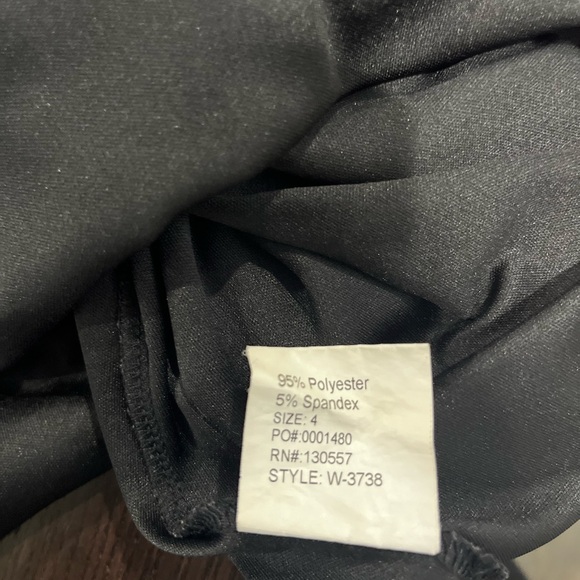 95% Polyester
5% Spandex
SIZE: 4
PO#:0001480
RN#:130557
STYLE: W-3738